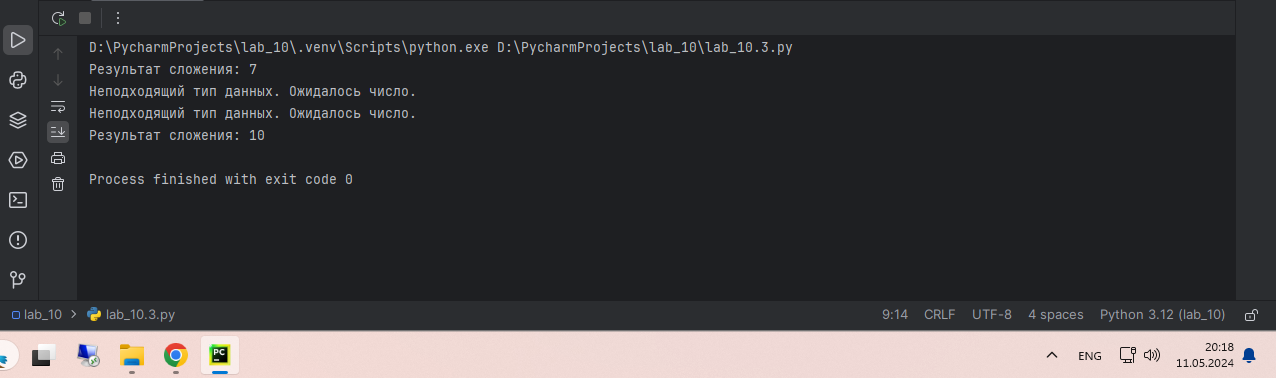 D:\PycharmProjects\lab_10\.venv\Scripts\python.exe D:\PycharmProjects\lab_10\lab_10.3.py
Результат сложения: 7
Неподходящий тип данных. Ожидалось число.
Неподходящий тип данных. Ожидалось число.
Результат сложения: 10
Process finished with exit code 0
lab_10 > lab_10.3.py 9:14 CRLF UTF-8 4 spaces Python 3.12 (lab_10)
PC ENG 20:18
11.05.2024